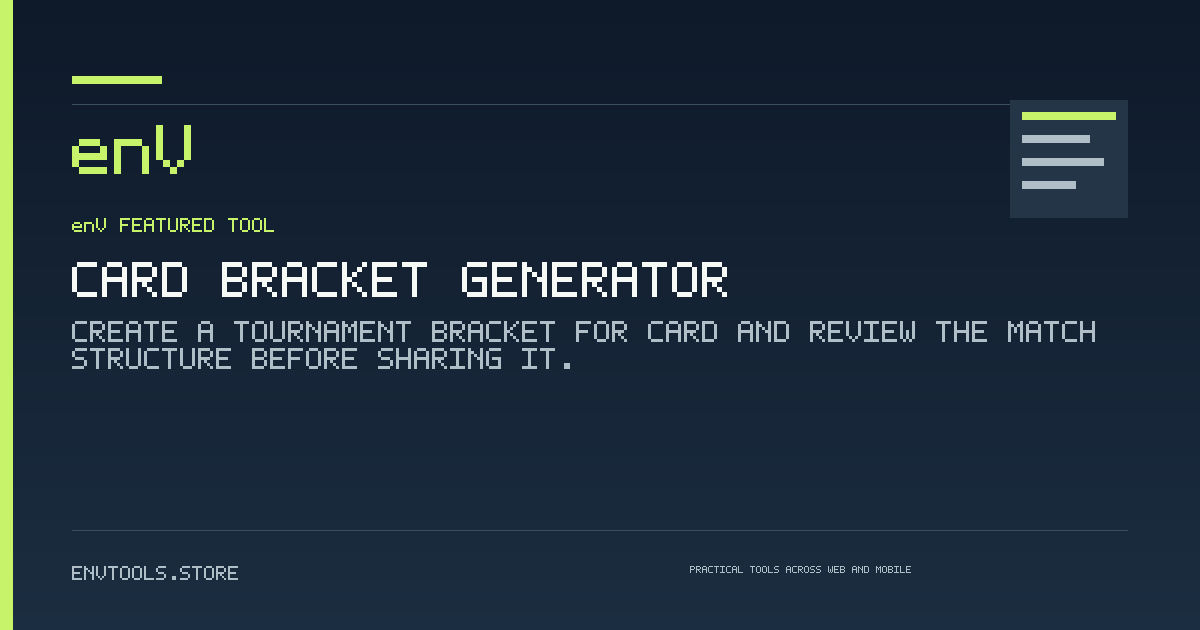 enV
enV FEATURED TOOL
CARD BRACKET GENERATOR
CREATE A TOURNAMENT BRACKET FOR CARD AND REVIEW THE MATCH
STRUCTURE BEFORE SHARING IT.
ENVTOOLS.STORE
PRACTICAL TOOLS ACROSS WEB AND MOBILE